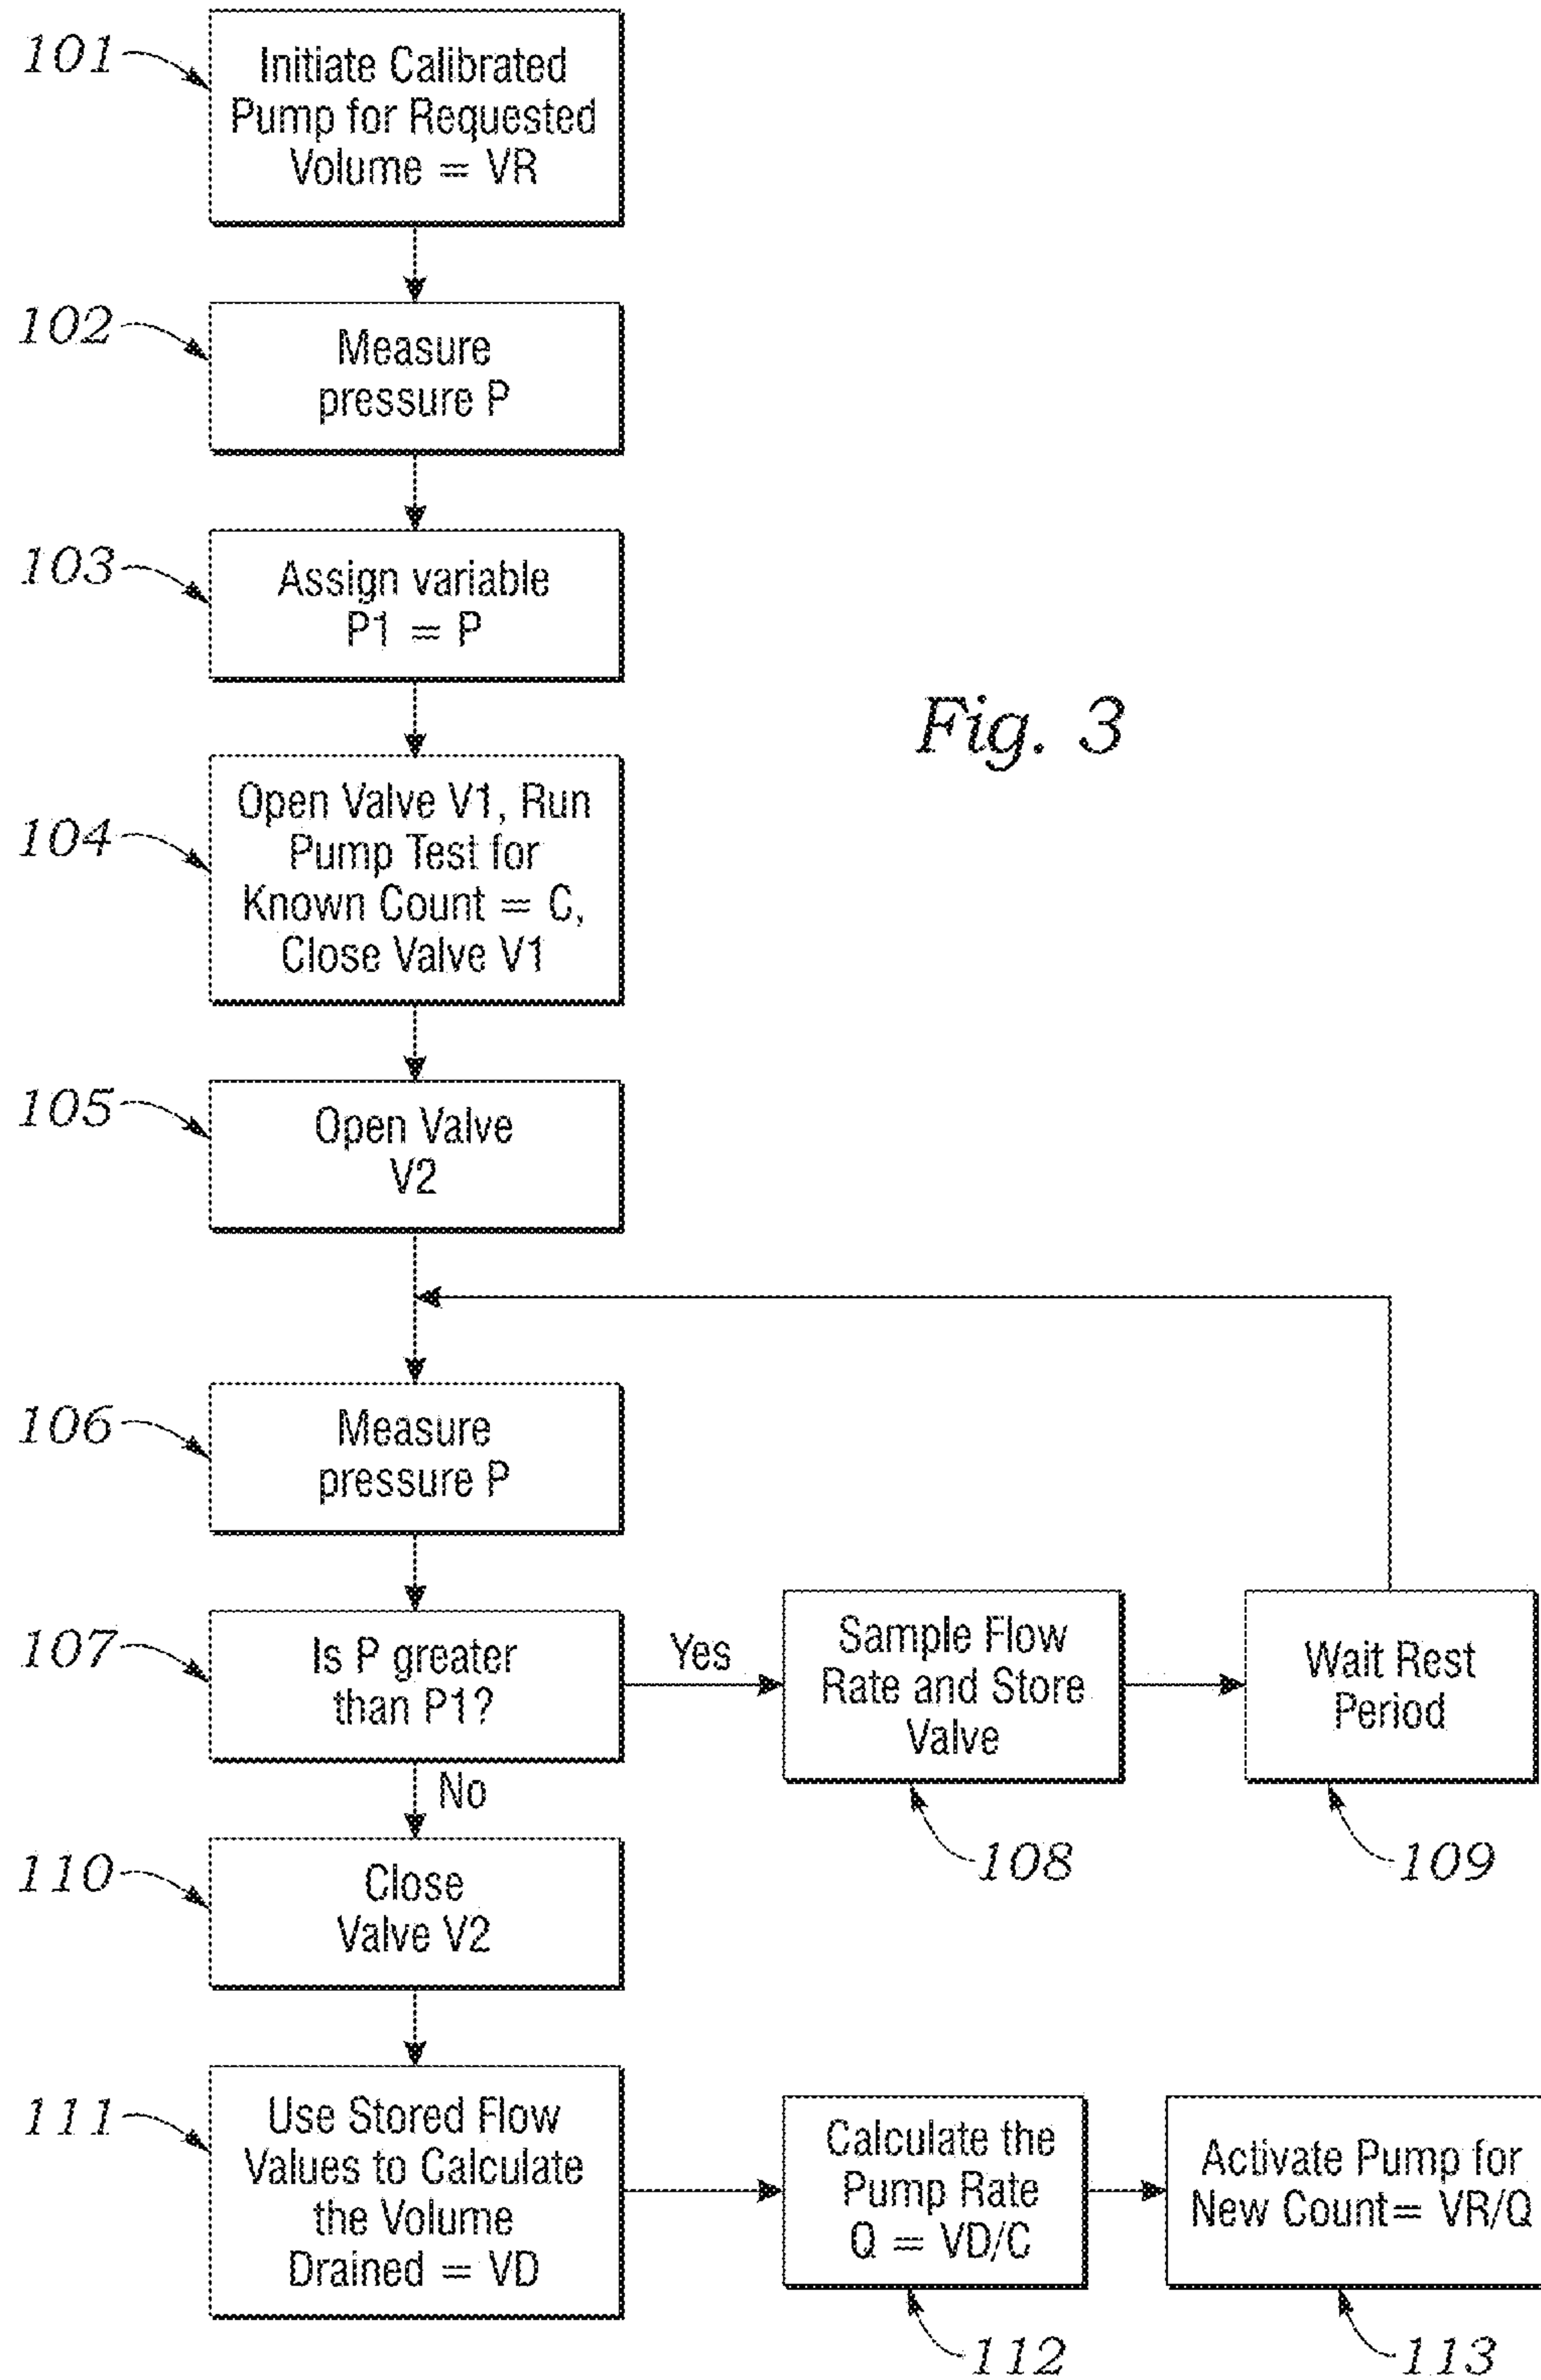 101
Initiate Calibrated
Pump for Requested
Volume = VR
102
Measure
pressure P
103
Assign variable
P1 = P
Fig. 3
104
Open Valve V1, Run
Pump Test for
Known Count = C,
Close Valve V1
105
Open Valve
V2
106
Measure
pressure P
107
Is P greater
than P1?
Yes
Sample Flow
Rate and Store
Valve
108
Wait Rest
Period
109
No
110
Close
Valve V2
111
Use Stored Flow
Values to Calculate
the Volume
Drained = VD
Calculate the
Pump Rate
Q = VD/C
112
Activate Pump for
New Count= VR/Q
113